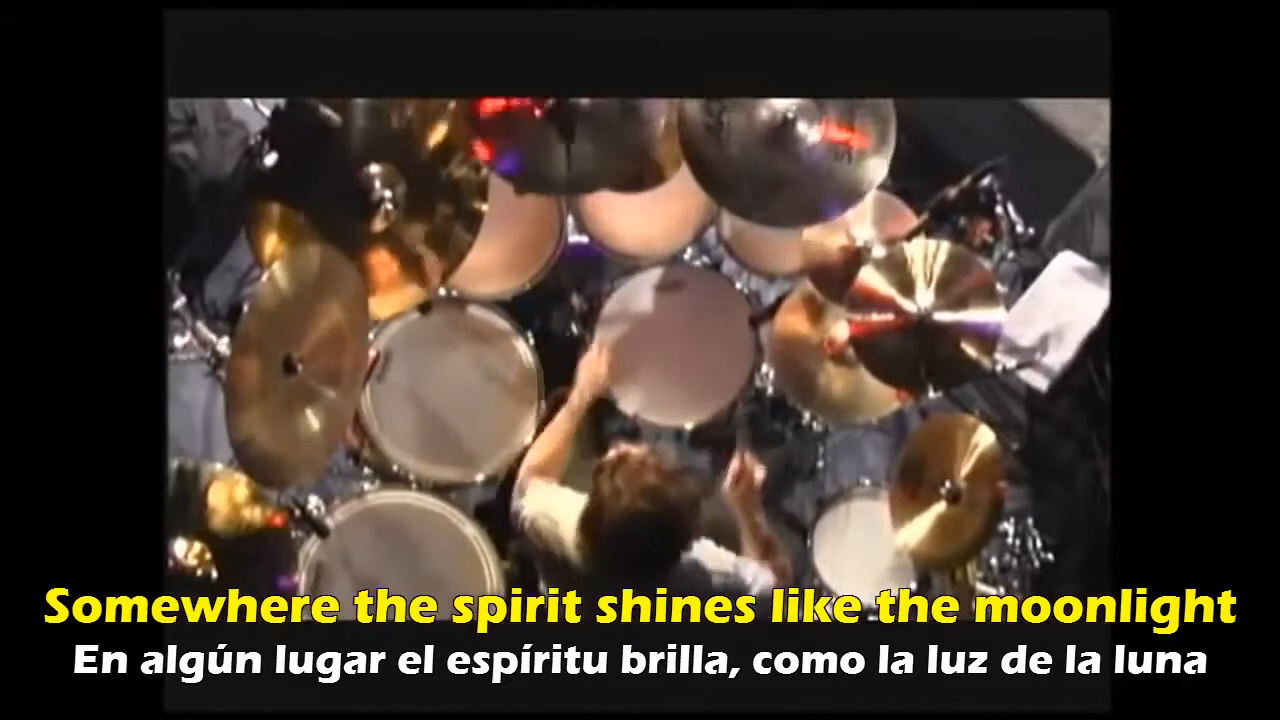 Somewhere the spirit shines like the moonlight
En algún lugar el espíritu brilla, como la luz de la luna